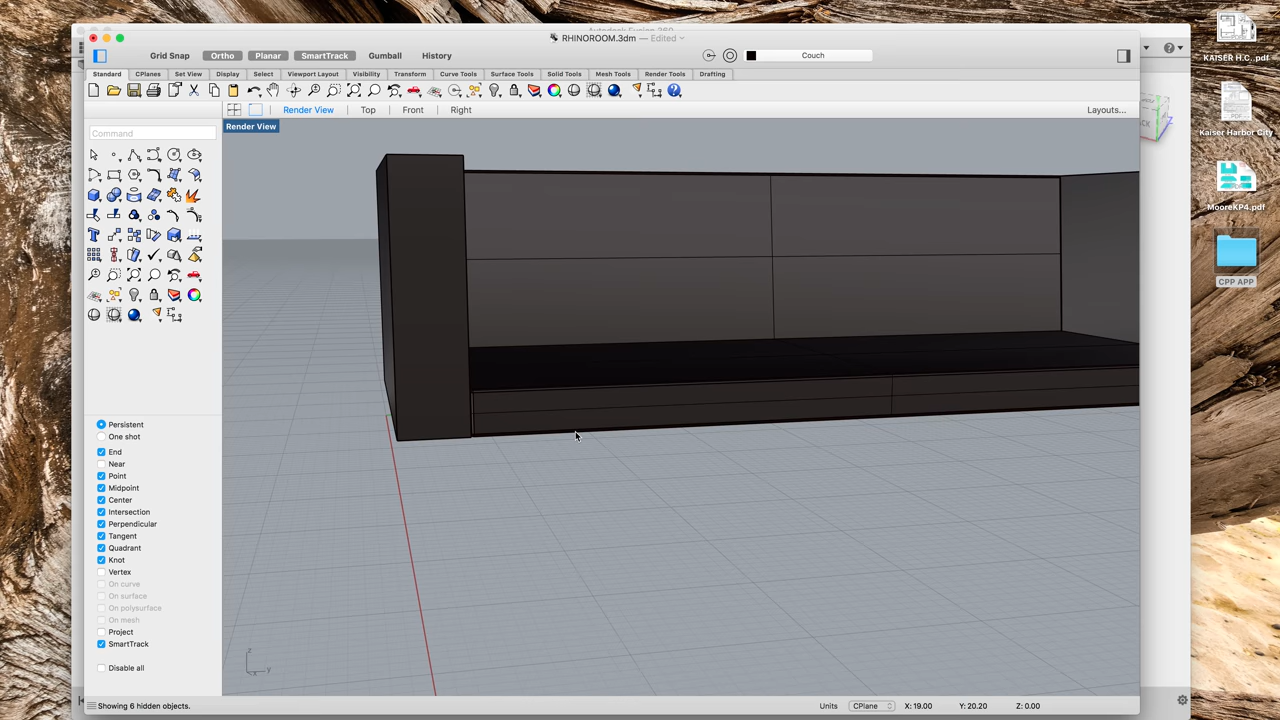 Autodesk Fusion 360
RHINOROOM.3dm — Edited
Grid Snap Ortho Planar SmartTrack Gumball History Couch
Standard CPlanes Set View Display Select Viewport Layout Visibility Transform Curve Tools Surface Tools Solid Tools Mesh Tools Render Tools Drafting
Render View Top Front Right Layouts...
Render View
Command
Persistent
One shot
End
Near
Point
Midpoint
Center
Intersection
Perpendicular
Tangent
Quadrant
Knot
Vertex
On curve
On surface
On polysurface
On mesh
Project
SmartTrack
Disable all
z
y
x
Showing 6 hidden objects. Units CPlane X: 19.00 Y: 20.20 Z: 0.00
KAISER H.C,.pdf
PDF
Kaiser Harbor City
MooreKP4.pdf
CPP APP
Z